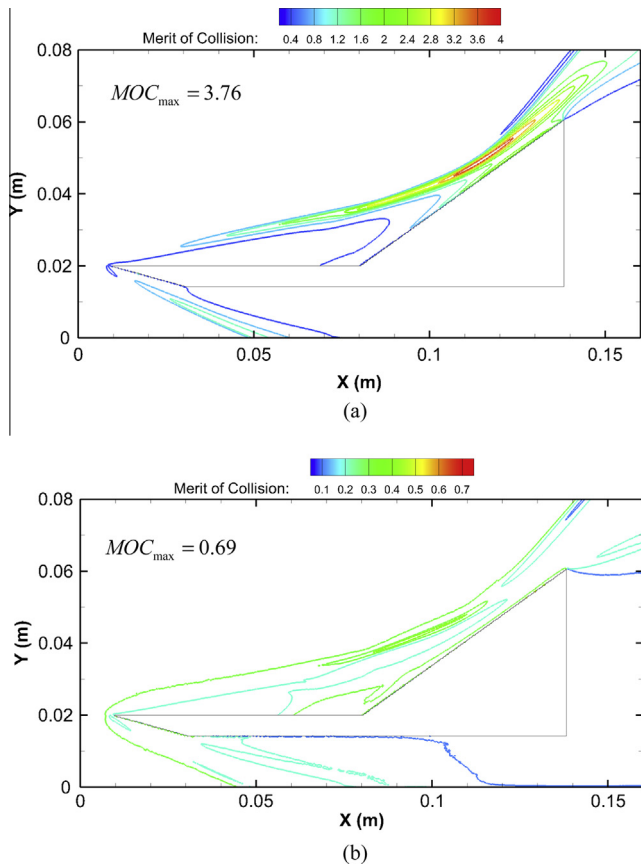 Merit of Collision: 0.4 0.8 1.2 1.6 2 2.4 2.8 3.2 3.6 4
0.08
MOCmax = 3.76
0.06
Y (m)
0.04
0.02
0
0 0.05 0.1 0.15
X (m)
(a)
Merit of Collision: 0.1 0.2 0.3 0.4 0.5 0.6 0.7
0.08
MOCmax = 0.69
0.06
Y (m)
0.04
0.02
0
0 0.05 0.1 0.15
X (m)
(b)